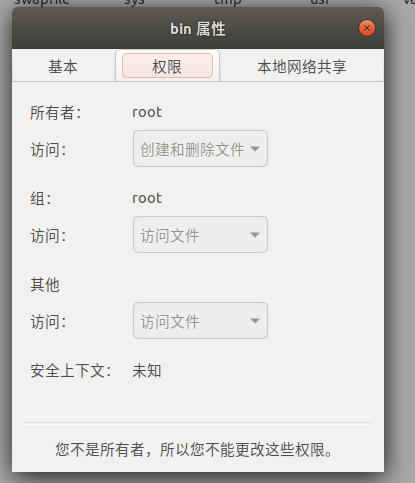 swapfile sys tmp usr va
bin 属性
基本 权限 本地网络共享
所有者： root
访问： 创建和删除文件
组： root
访问： 访问文件
其他
访问： 访问文件
安全上下文： 未知
您不是所有者，所以您不能更改这些权限。